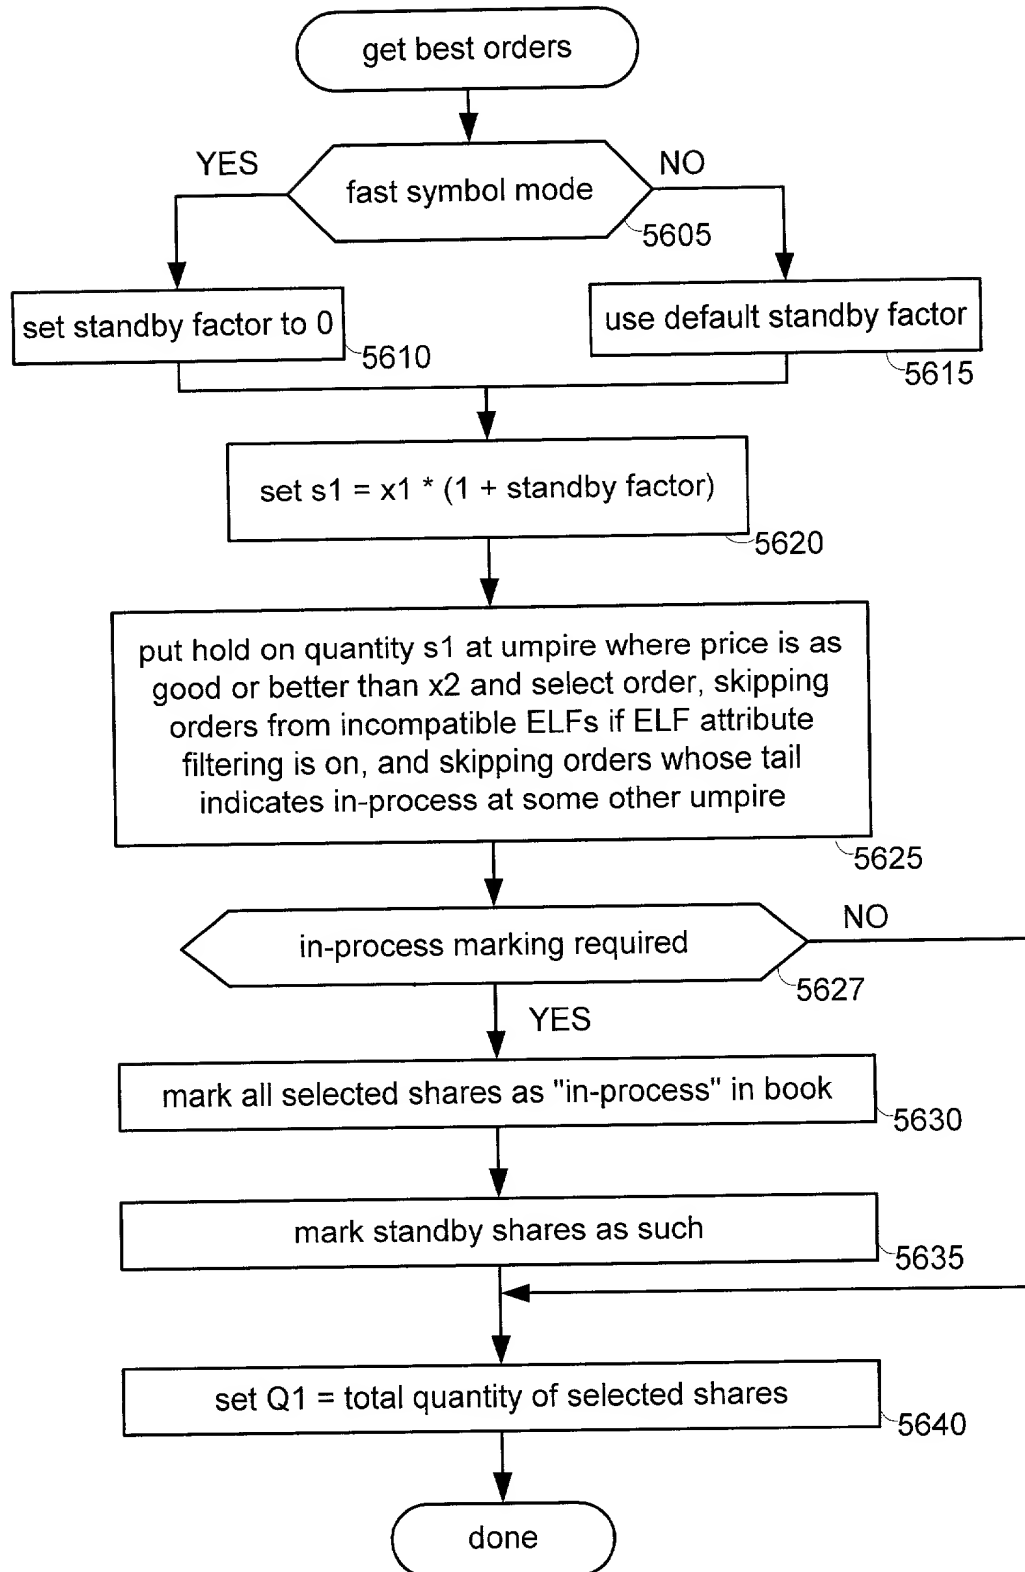 get best orders
YES
NO
fast symbol mode
5605
set standby factor to 0
5610
use default standby factor
5615
set s1 = x1 * (1 + standby factor)
5620
put hold on quantity s1 at umpire where price is as
good or better than x2 and select order, skipping
orders from incompatible ELFs if ELF attribute
filtering is on, and skipping orders whose tail
indicates in-process at some other umpire
5625
NO
in-process marking required
5627
YES
mark all selected shares as "in-process" in book
5630
mark standby shares as such
5635
set Q1 = total quantity of selected shares
5640
done